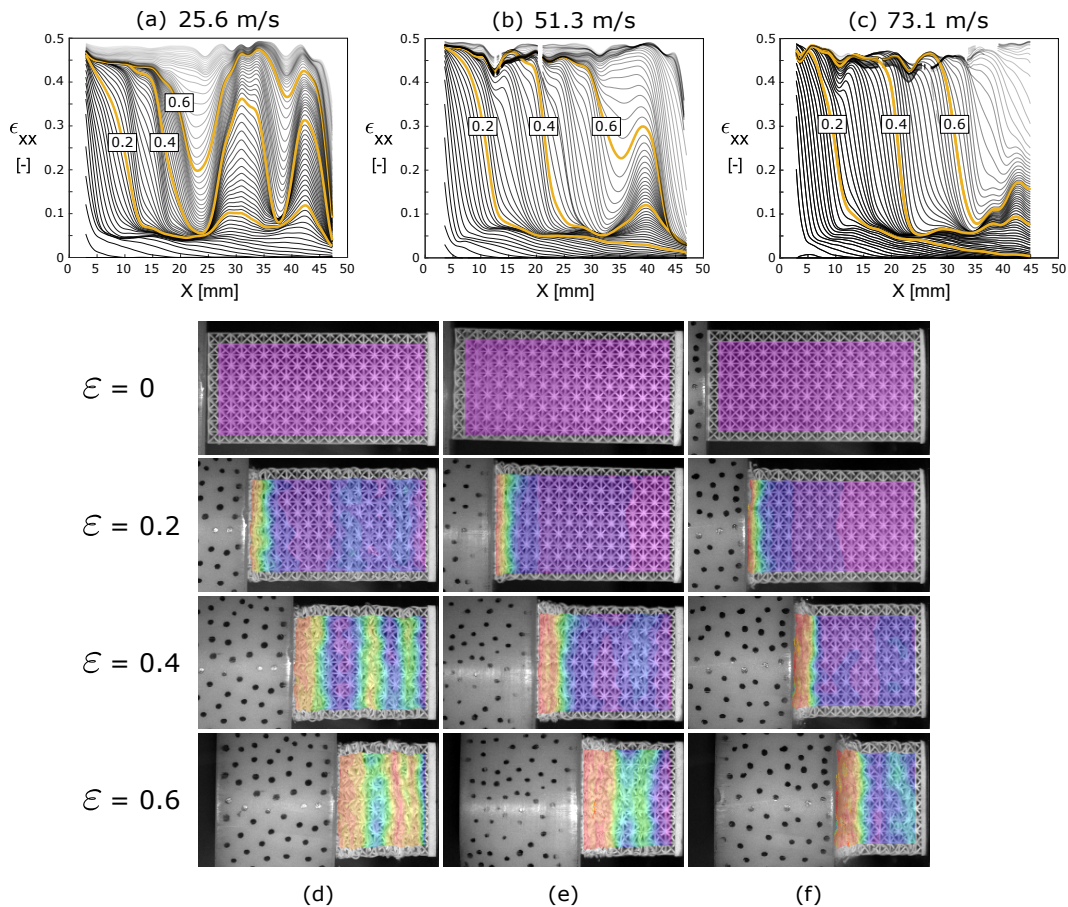 (a) 25.6 m/s
(b) 51.3 m/s
(c) 73.1 m/s
0.5
0.4
0.3
0.2
0.1
0
ϵxx
[-]
0.2
0.4
0.6
0 5 10 15 20 25 30 35 40 45 50
X [mm]
0.5
0.4
0.3
0.2
0.1
0
ϵxx
[-]
0.2
0.4
0.6
0 5 10 15 20 25 30 35 40 45 50
X [mm]
0.5
0.4
0.3
0.2
0.1
0
ϵxx
[-]
0.2
0.4
0.6
0 5 10 15 20 25 30 35 40 45 50
X [mm]
ℰ = 0
ℰ = 0.2
ℰ = 0.4
ℰ = 0.6
(d)
(e)
(f)